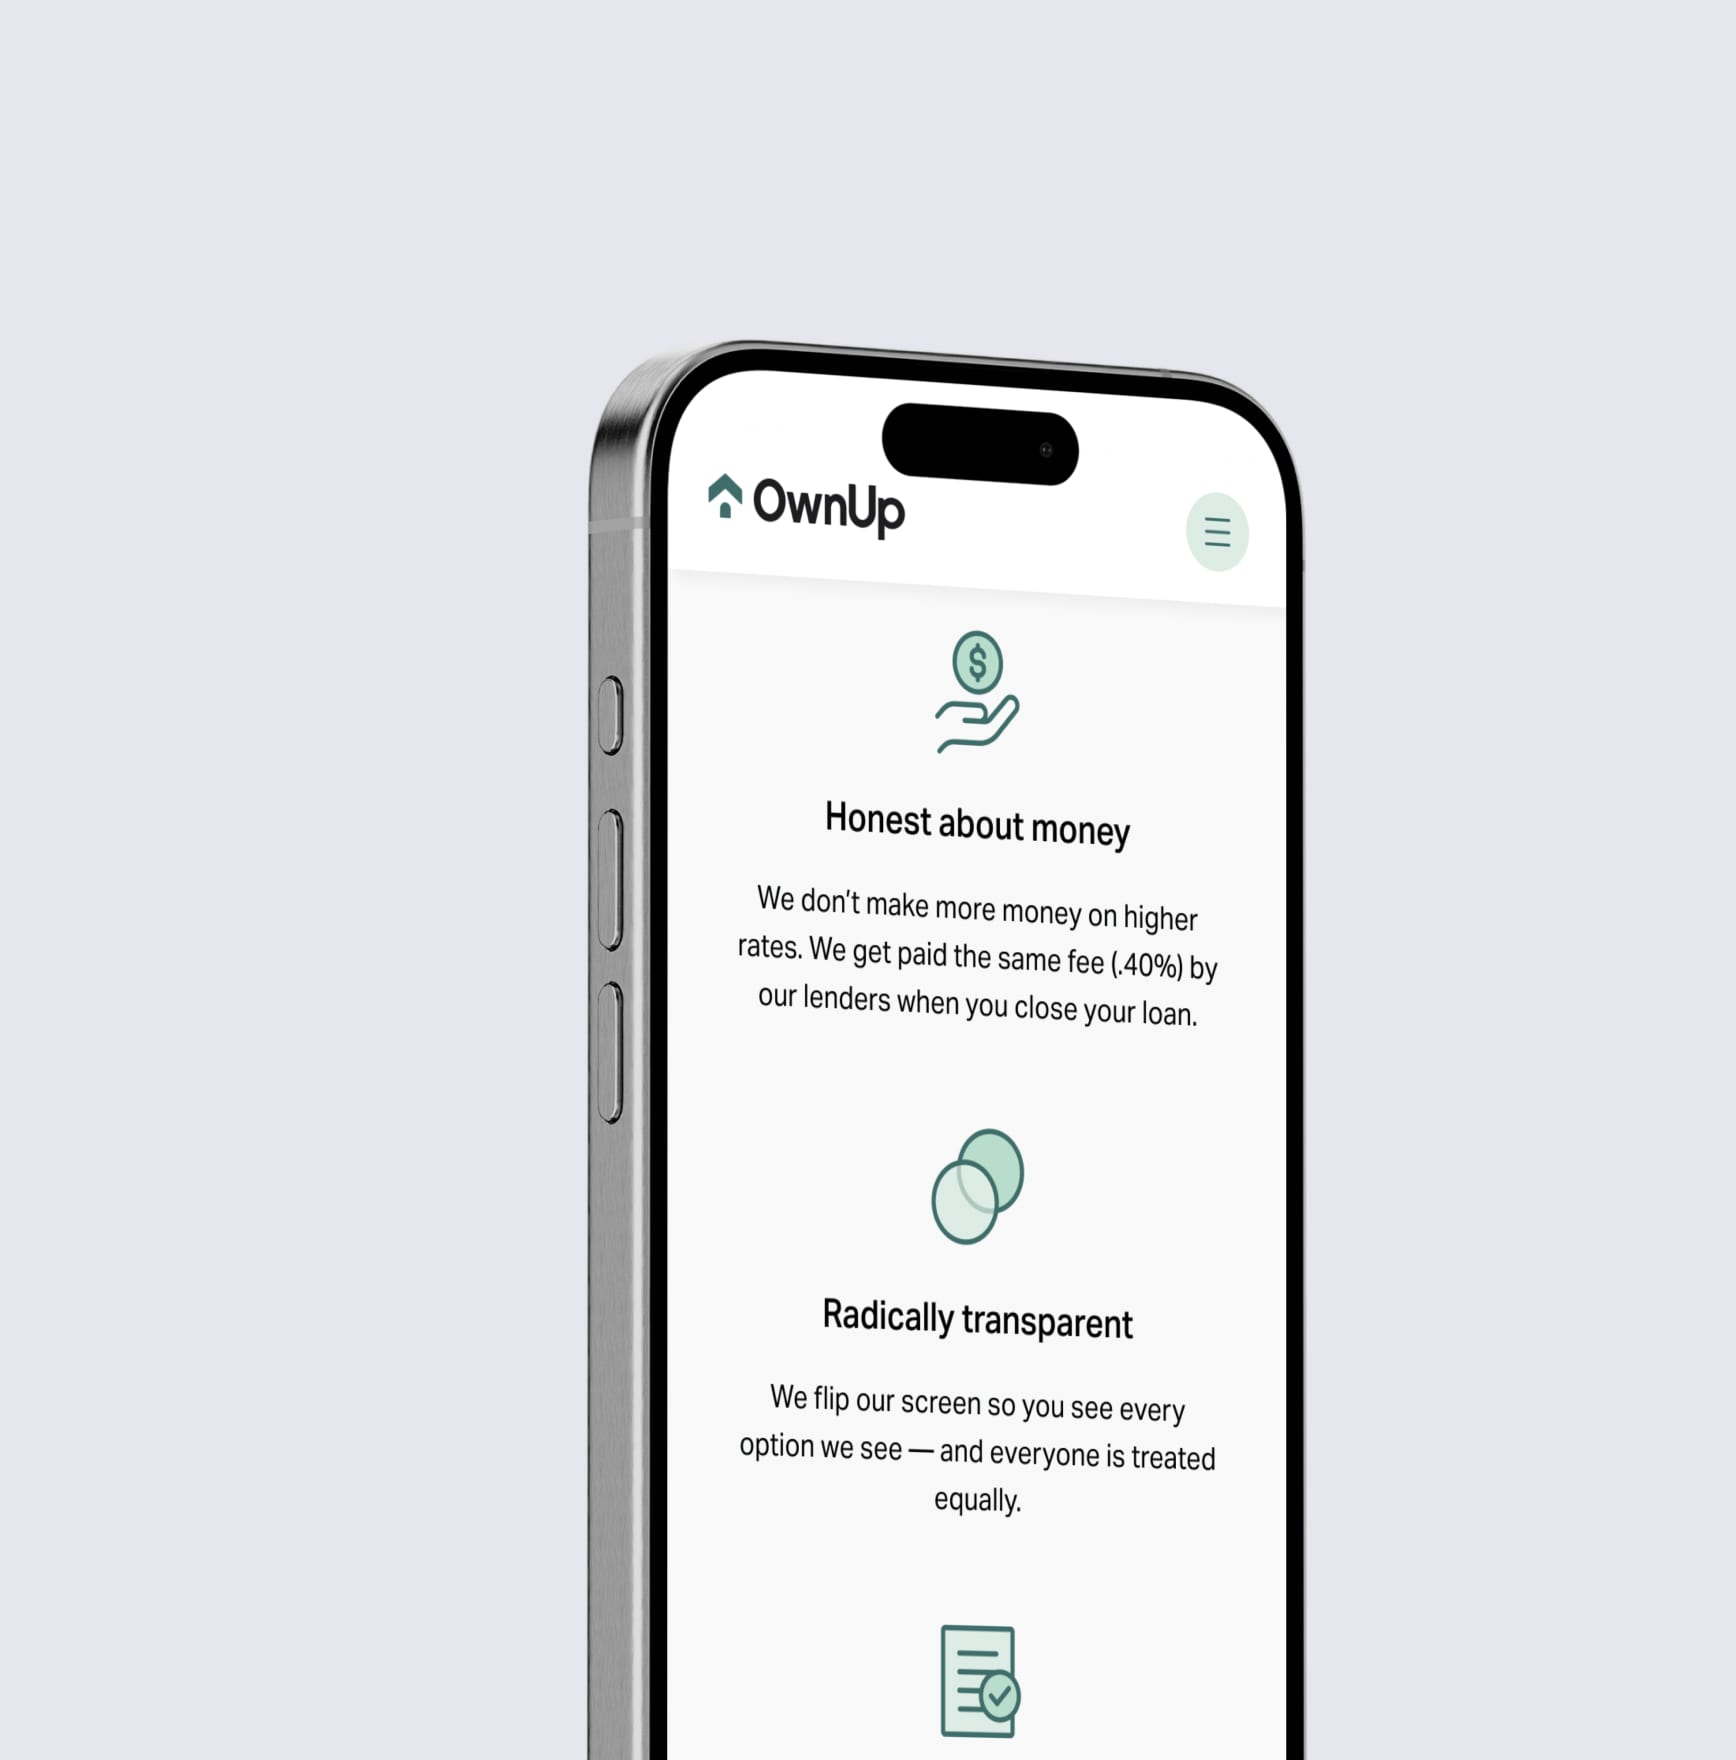 OwnUp
$
Honest about money
We don't make more money on higher
rates. We get paid the same fee (.40%) by
our lenders when you close your loan.
Radically transparent
We flip our screen so you see every
option we see — and everyone is treated
equally.